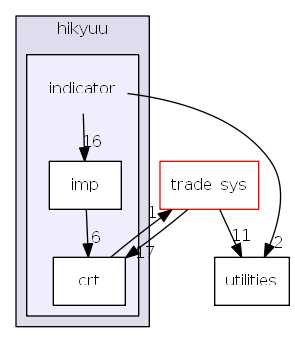 hikyuu
indicator
16
imp
trade_sys
6
1
17
11
2
crt
utilities